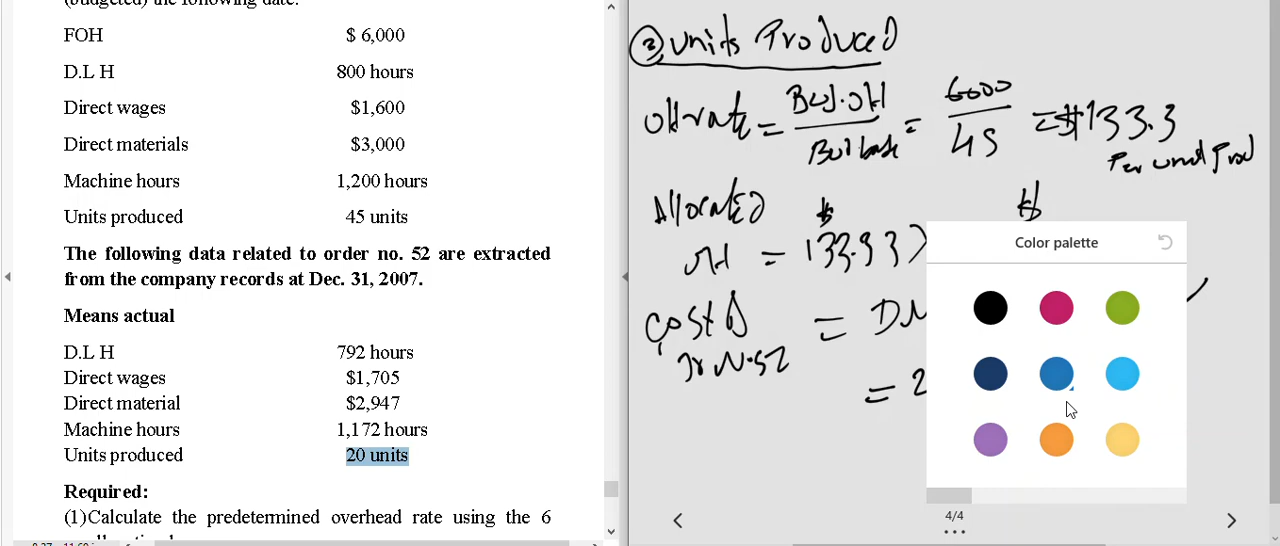 (budgeted) the following date:
FOH $ 6,000
D.L H 800 hours
Direct wages $1,600
Direct materials $3,000
Machine hours 1,200 hours
Units produced 45 units
The following data related to order no. 52 are extracted
from the company records at Dec. 31, 2007.
Means actual
D.L H 792 hours
Direct wages $1,705
Direct material $2,947
Machine hours 1,172 hours
Units produced 20 units
Required:
(1)Calculate the predetermined overhead rate using the 6
units Produced
OH rate = Bud.OH / Bud base = 6000 / 45 = $133.3
Per unit Prod
Allocated $
OH = 133.33
Cost = DM
N.52
= 2
Color palette
4/4